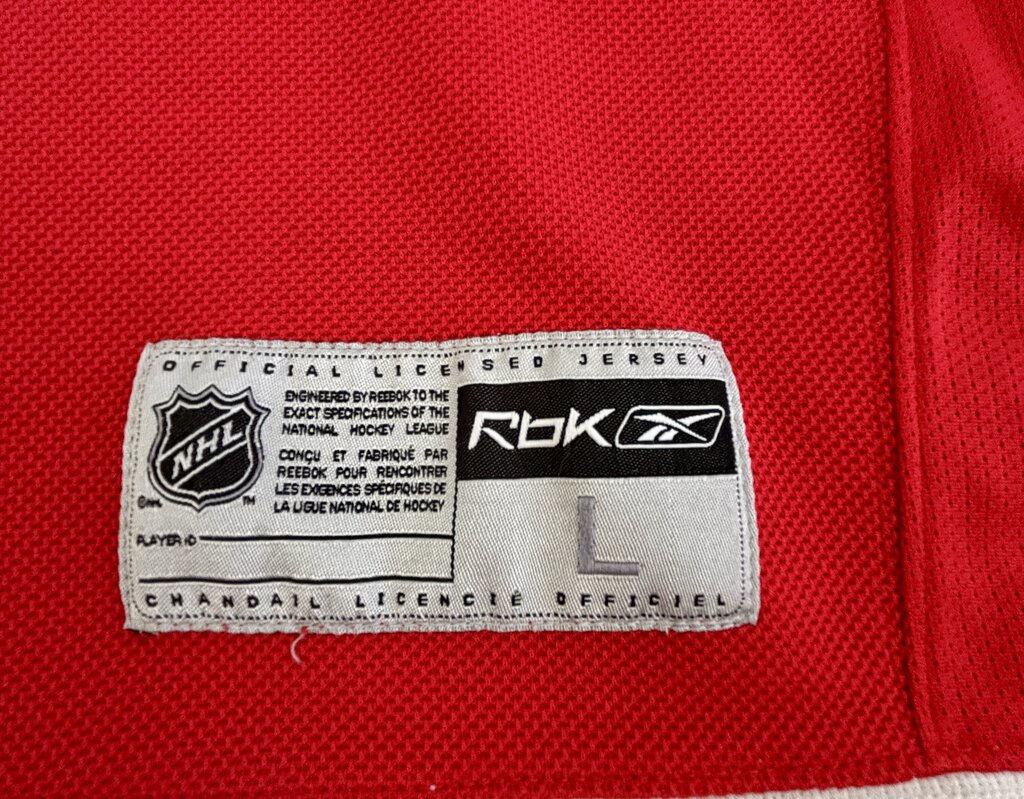 OFFICIAL LICENSED JERSEY
NHL
TM
ENGINEERED BY REEBOK TO THE
EXACT SPECIFICATIONS OF THE
NATIONAL HOCKEY LEAGUE
CONÇU ET FABRIQUÉ PAR
REEBOK POUR RENCONTRER
LES EXIGENCES SPÉCIFIQUES DE
LA LIGUE NATIONAL DE HOCKEY
PLAYER ID
Rbk
L
CHANDAIL LICENCIÉ OFFICIEL